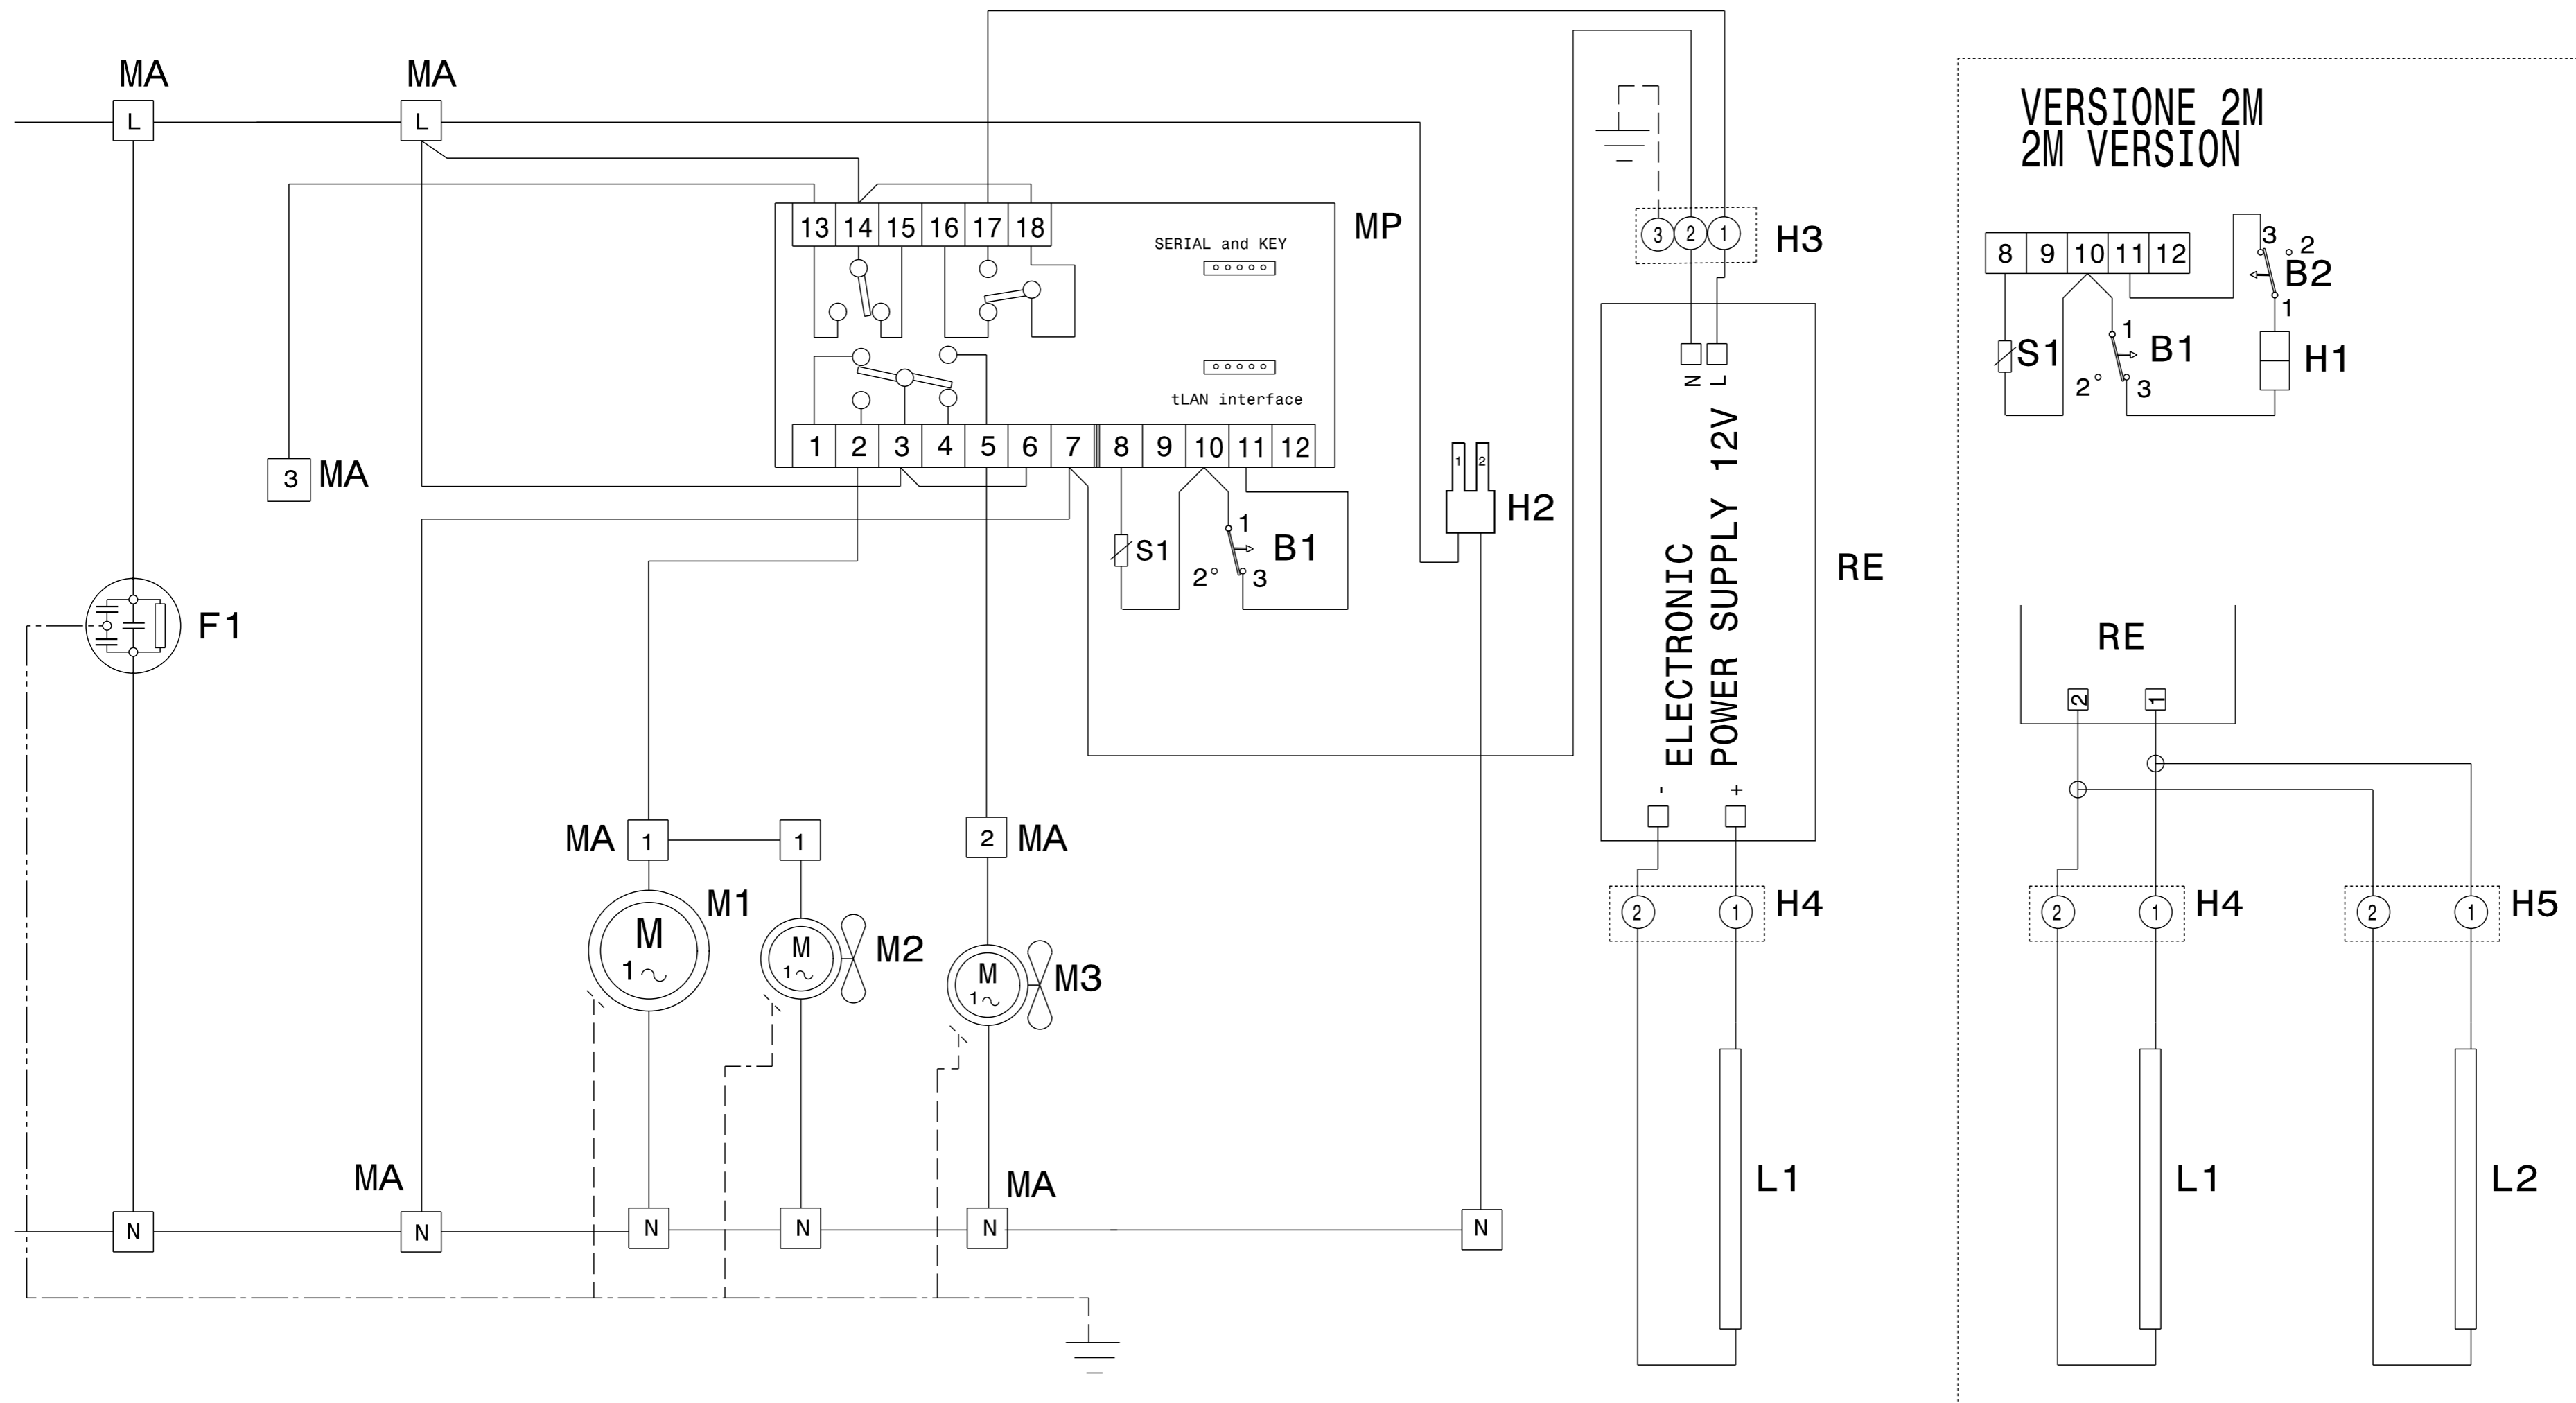 MA
MA
L
L
VERSIONE 2M
2M VERSION
13 14 15 16 17 18
MP
SERIAL and KEY
3 2 1
H3
8 9 10 11 12
3
2
B2
1
S1
1
B1
2
3
H1
N
L
tLAN interface
1 2 3 4 5 6 7 8 9 10 11 12
3
MA
1
2
H2
S1
1
B1
2
3
ELECTRONIC
POWER SUPPLY 12V
RE
F1
RE
2
1
-
+
MA
1
1
2
MA
M1
M
1~
M2
M
1~
M3
M
1~
2
1
H4
2
1
H4
2
1
H5
MA
MA
L1
L1
L2
N
N
N
N
N
N